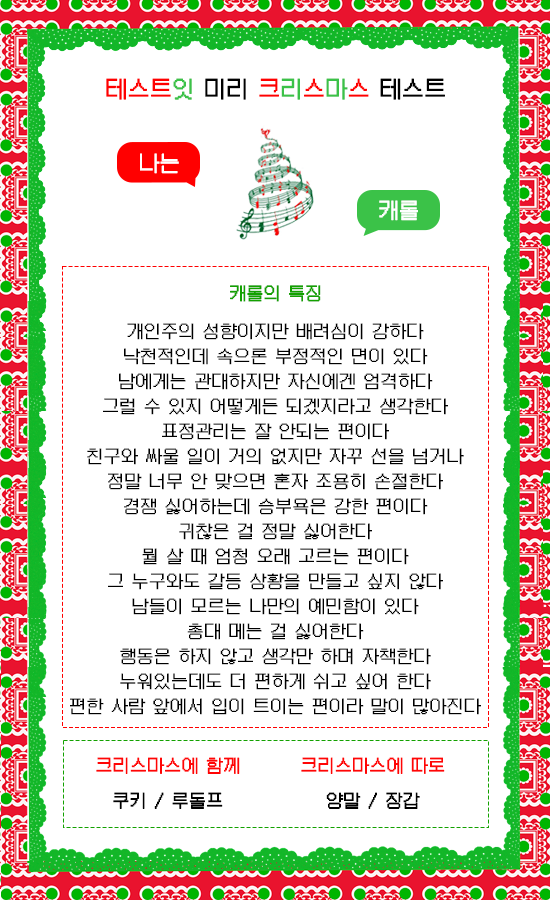 테스트잇 미리 크리스마스 테스트
나는
캐롤
캐롤의 특징
개인주의 성향이지만 배려심이 강하다
낙천적인데 속으론 부정적인 면이 있다
남에게는 관대하지만 자신에겐 엄격하다
그럴 수 있지 어떻게든 되겠지라고 생각한다
표정관리는 잘 안되는 편이다
친구와 싸울 일이 거의 없지만 자꾸 선을 넘거나
정말 너무 안 맞으면 혼자 조용히 손절한다
경쟁 싫어하는데 승부욕은 강한 편이다
귀찮은 걸 정말 싫어한다
뭘 살 때 엄청 오래 고르는 편이다
그 누구와도 갈등 상황을 만들고 싶지 않다
남들이 모르는 나만의 예민함이 있다
총대 메는 걸 싫어한다
행동은 하지 않고 생각만 하며 자책한다
누워있는데도 더 편하게 쉬고 싶어 한다
편한 사람 앞에서 입이 트이는 편이라 말이 많아진다
크리스마스에 함께
크리스마스에 따로
쿠키 / 루돌프
양말 / 장갑